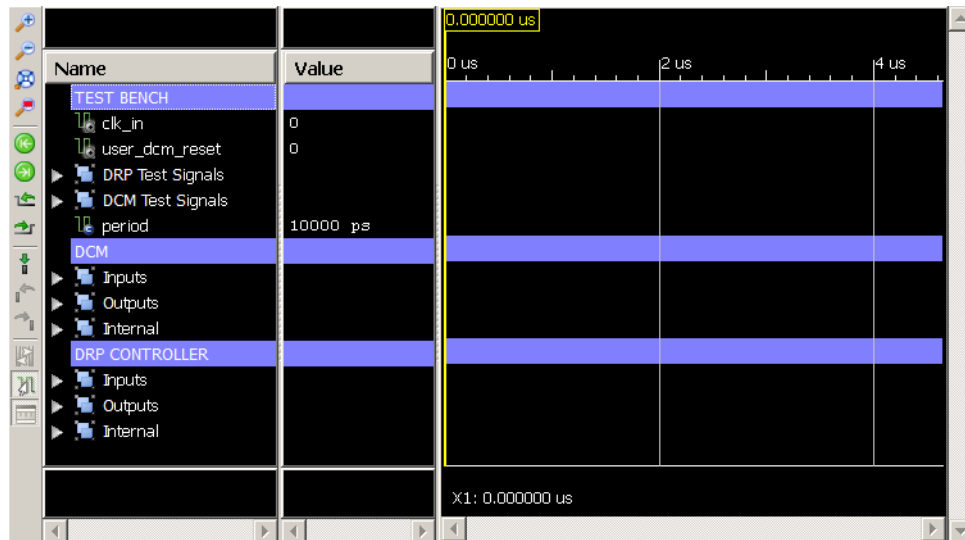 0.000000 us
0 us 2 us 4 us
Name Value
TEST BENCH
clk_in 0
user_dcm_reset 0
DRP Test Signals
DCM Test Signals
period 10000 ps
DCM
Inputs
Outputs
Internal
DRP CONTROLLER
Inputs
Outputs
Internal
X1: 0.000000 us